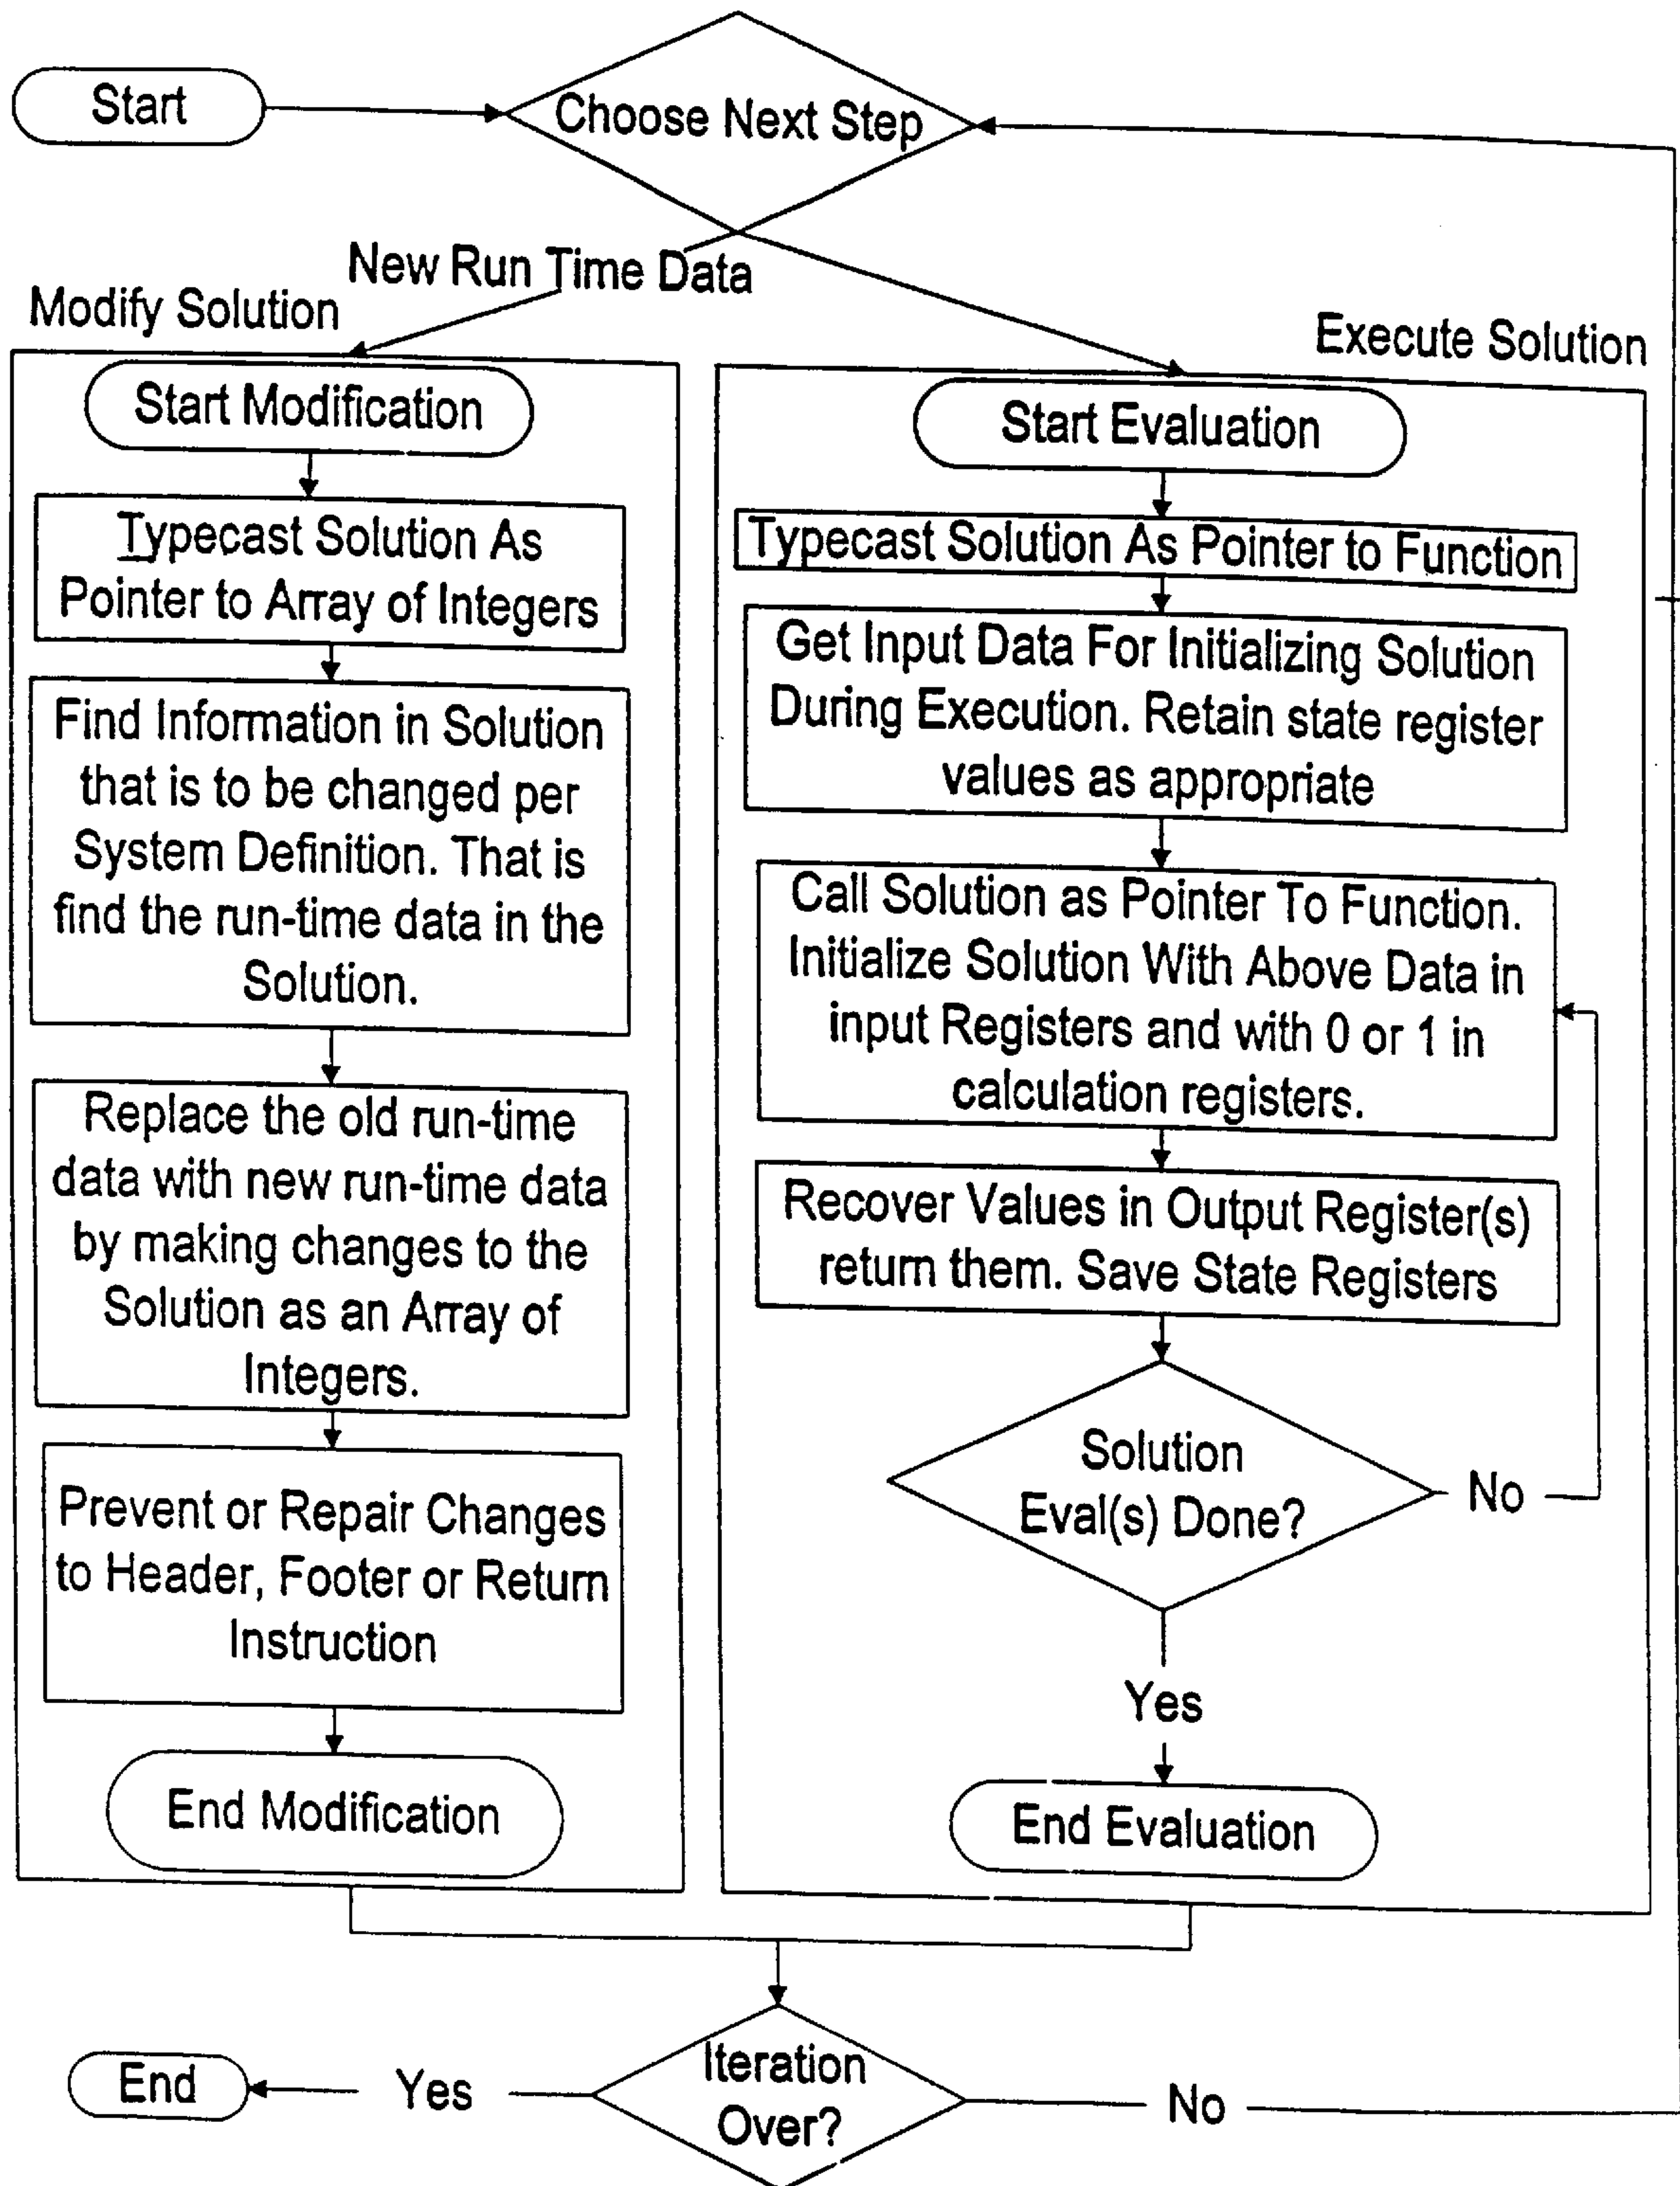 Start
Choose Next Step
New Run Time Data
Modify Solution
Execute Solution
Start Modification
Typecast Solution As
Pointer to Array of Integers
Find Information in Solution
that is to be changed per
System Definition. That is
find the run-time data in the
Solution.
Replace the old run-time
data with new run-time data
by making changes to the
Solution as an Array of
Integers.
Prevent or Repair Changes
to Header, Footer or Return
Instruction
End Modification
Start Evaluation
Typecast Solution As Pointer to Function
Get Input Data For Initializing Solution
During Execution. Retain state register
values as appropriate
Call Solution as Pointer To Function.
Initialize Solution With Above Data in
input Registers and with 0 or 1 in
calculation registers.
Recover Values in Output Register(s)
return them. Save State Registers
Solution
Eval(s) Done?
No
Yes
End Evaluation
Iteration
Over?
Yes
End
No